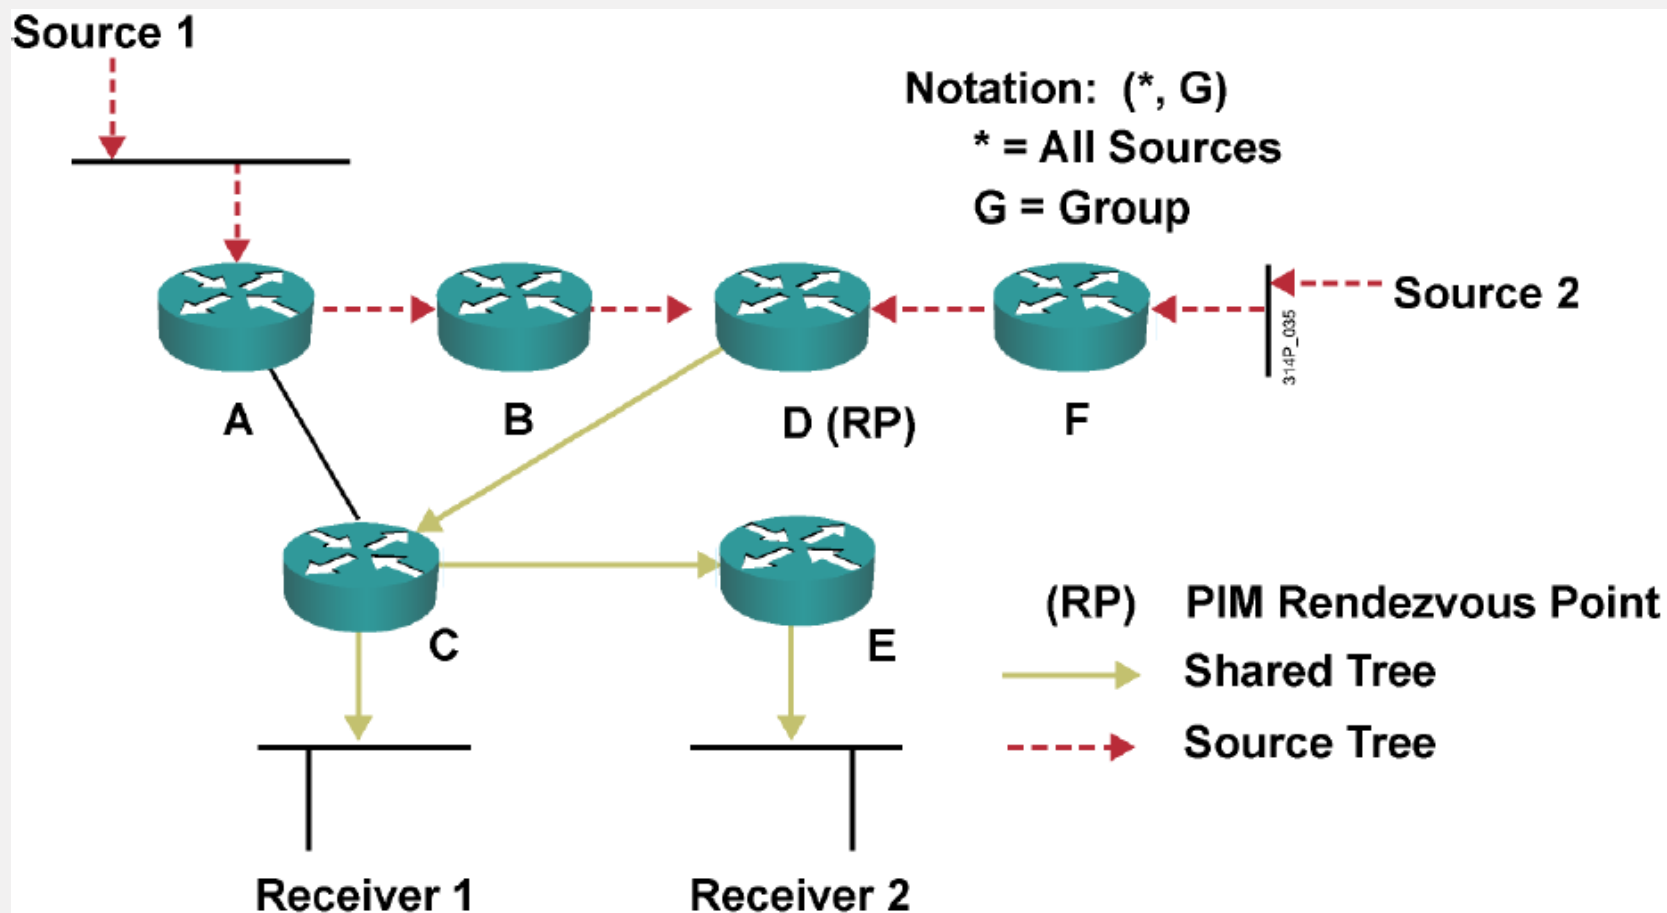 Source 1
Notation: (*, G)
* = All Sources
G = Group
Source 2
314P_035
A
B
D (RP)
F
C
E
(RP) PIM Rendezvous Point
Shared Tree
Source Tree
Receiver 1
Receiver 2